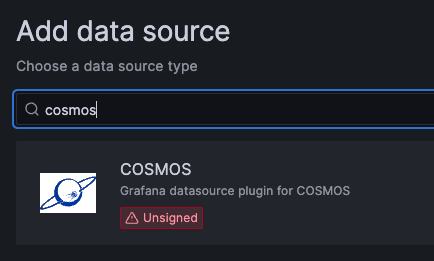 Add data source
Choose a data source type
cosmos
COSMOS
Grafana datasource plugin for COSMOS
Unsigned